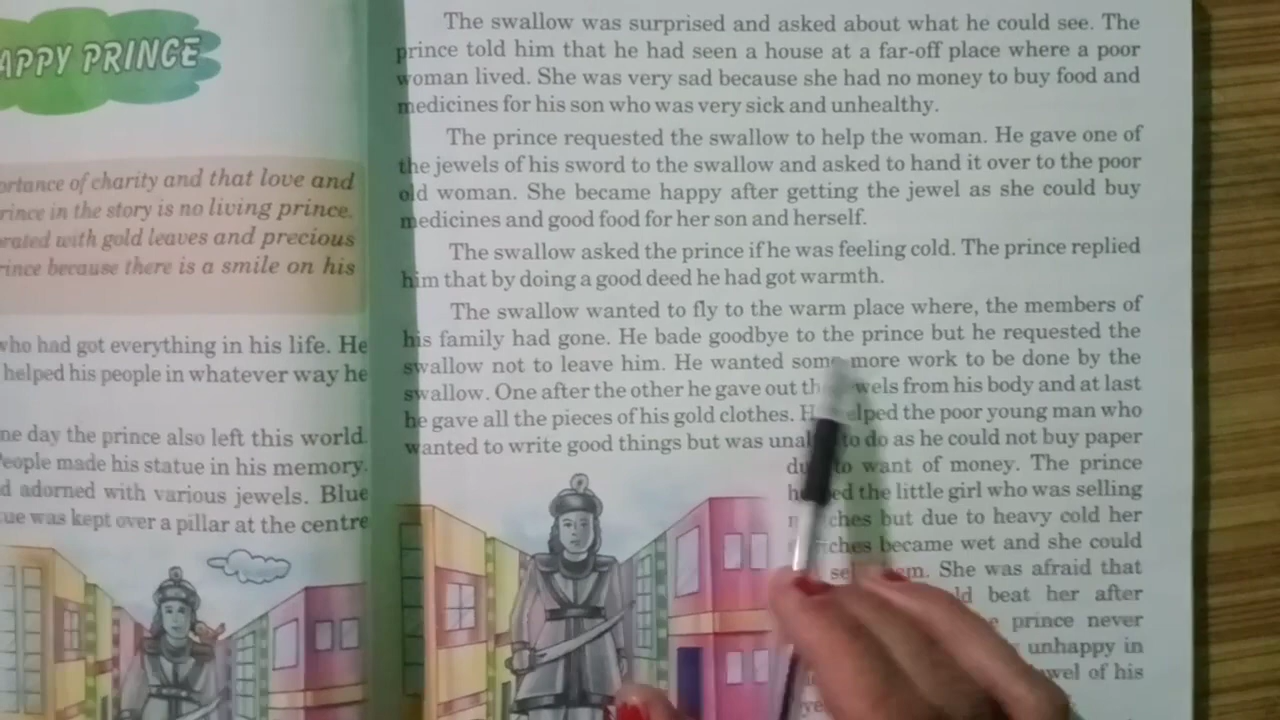 APPY PRINCE
ortance of charity and that love and
rince in the story is no living prince.
rated with gold leaves and precious
rince because there is a smile on his
who had got everything in his life. He
helped his people in whatever way he
ne day the prince also left this world.
People made his statue in his memory.
d adorned with various jewels. Blue
ue was kept over a pillar at the centre
The swallow was surprised and asked about what he could see. The
prince told him that he had seen a house at a far-off place where a poor
woman lived. She was very sad because she had no money to buy food and
medicines for his son who was very sick and unhealthy.
The prince requested the swallow to help the woman. He gave one of
the jewels of his sword to the swallow and asked to hand it over to the poor
old woman. She became happy after getting the jewel as she could buy
medicines and good food for her son and herself.
The swallow asked the prince if he was feeling cold. The prince replied
him that by doing a good deed he had got warmth.
The swallow wanted to fly to the warm place where, the members of
his family had gone. He bade goodbye to the prince but he requested the
swallow not to leave him. He wanted some more work to be done by the
swallow. One after the other he gave out th wels from his body and at last
he gave all the pieces of his gold clothes. H elped the poor young man who
wanted to write good things but was unal to do as he could not buy paper
du to want of money. The prince
h ed the little girl who was selling
ches but due to heavy cold her
ches became wet and she could
se em. She was afraid that
ld beat her after
prince never
unhappy in
wel of his